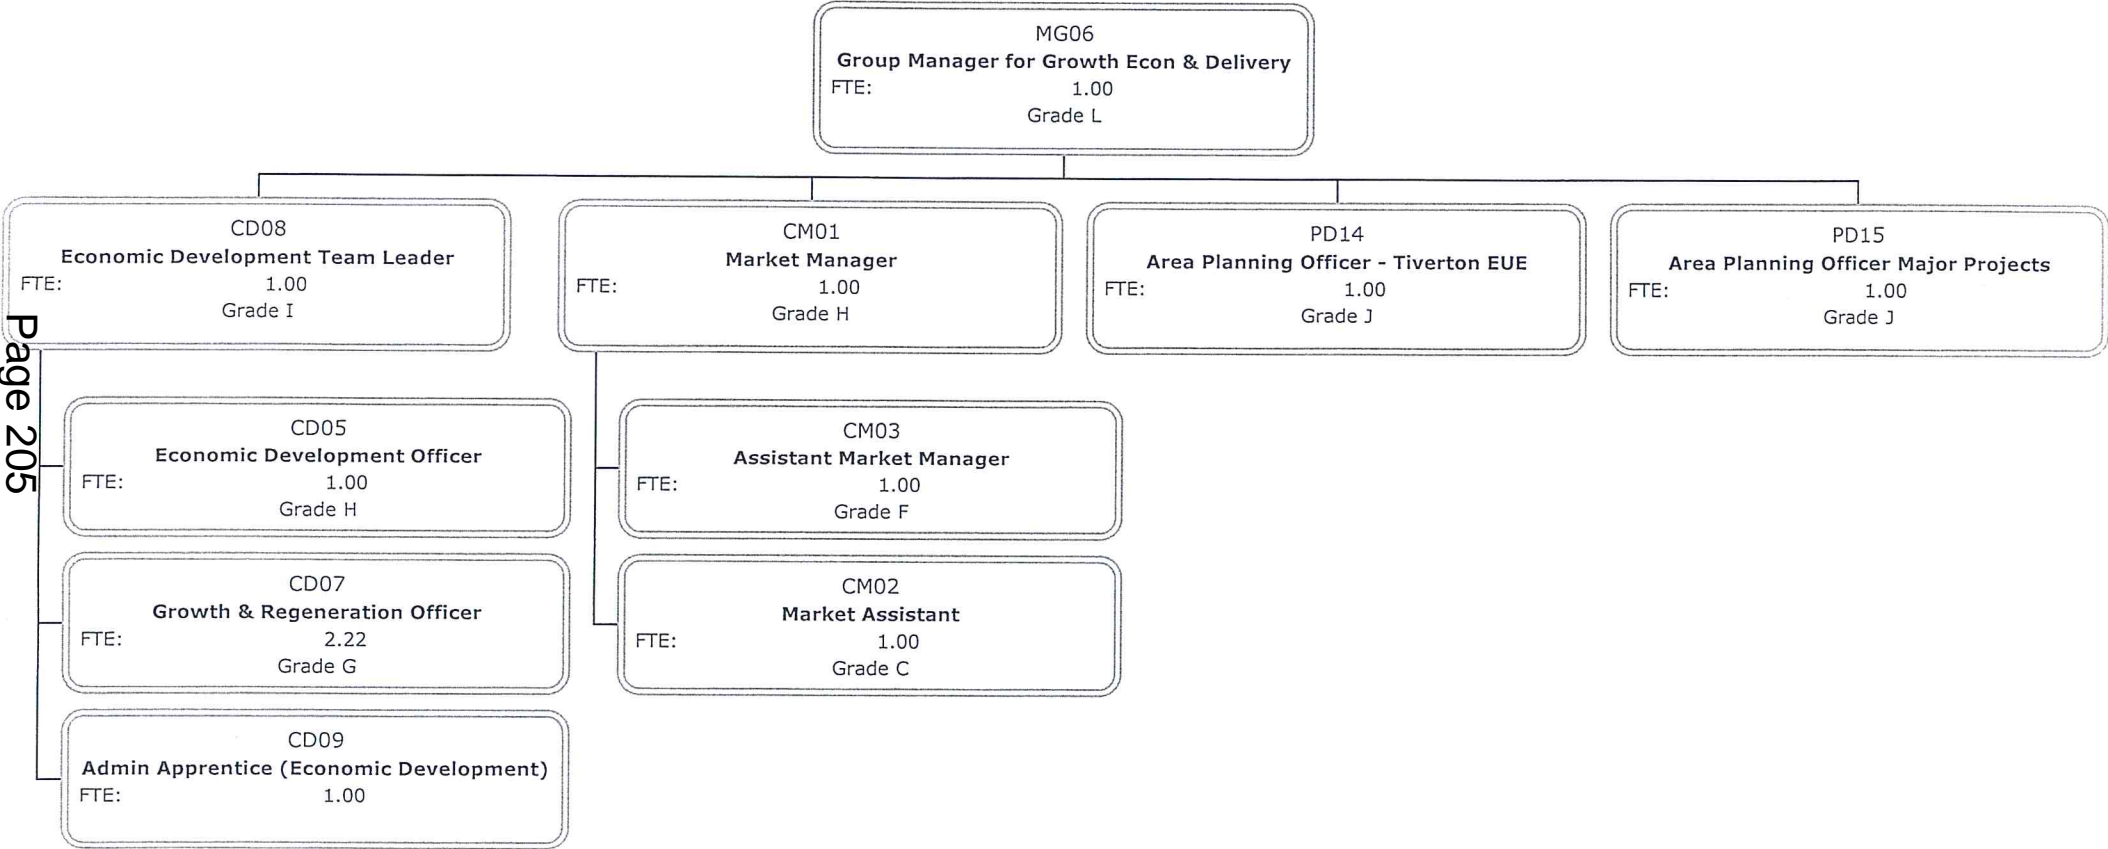 MG06
Group Manager for Growth Econ & Delivery
FTE: 1.00
Grade L
CD08
Economic Development Team Leader
FTE: 1.00
Grade I
CM01
Market Manager
FTE: 1.00
Grade H
PD14
Area Planning Officer - Tiverton EUE
FTE: 1.00
Grade J
PD15
Area Planning Officer Major Projects
FTE: 1.00
Grade J
Page 205
CD05
Economic Development Officer
FTE: 1.00
Grade H
CD07
Growth & Regeneration Officer
FTE: 2.22
Grade G
CD09
Admin Apprentice (Economic Development)
FTE: 1.00
CM03
Assistant Market Manager
FTE: 1.00
Grade F
CM02
Market Assistant
FTE: 1.00
Grade C